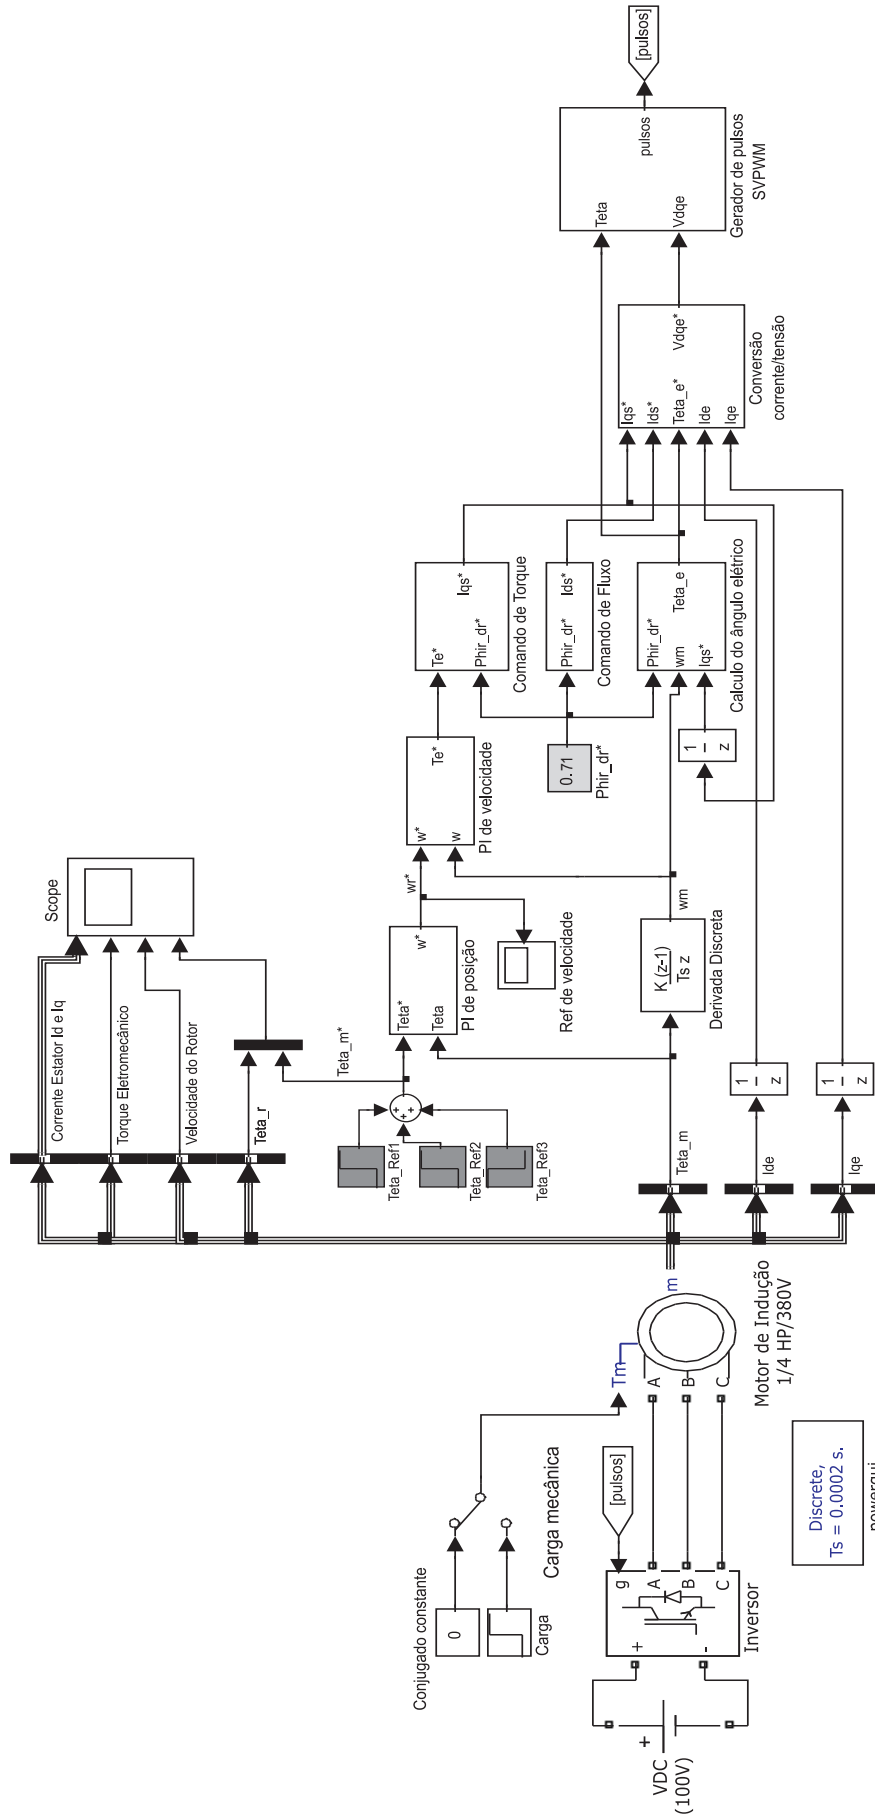 VDC
(100V)
+
Inversor
+
-
g
A
B
C
[pulsos]
Conjugado constante
0
Carga
Carga mecânica
Discrete,
Ts = 0.0002 s.
Tm
A
B
C
m
Motor de Indução
1/4 HP/380V
Corrente Estator Id e Iq
Torque Eletromecânico
Velocidade do Rotor
Teta_r
Scope
Teta_m*
Teta_Ref1
Teta_Ref2
Teta_Ref3
+
+
+
Teta_m
Ide
Iqe
1
z
1
z
Teta*
Teta
w*
PI de posição
wr*
Ref de velocidade
K (z-1)
Ts z
Derivada Discreta
wm
w*
w
Te*
PI de velocidade
0.71
Phir_dr*
1
z
Te*
Phir_dr*
Iqs*
Comando de Torque
Phir_dr*
Ids*
Comando de Fluxo
Phir_dr*
wm
Iqs*
Teta_e
Calculo do ângulo elétrico
Iqs*
Ids*
Teta_e*
Ide
Iqe
Vdqe*
Conversão
corrente/tensão
Teta
Vdqe
pulsos
Gerador de pulsos
SVPWM
[pulsos]